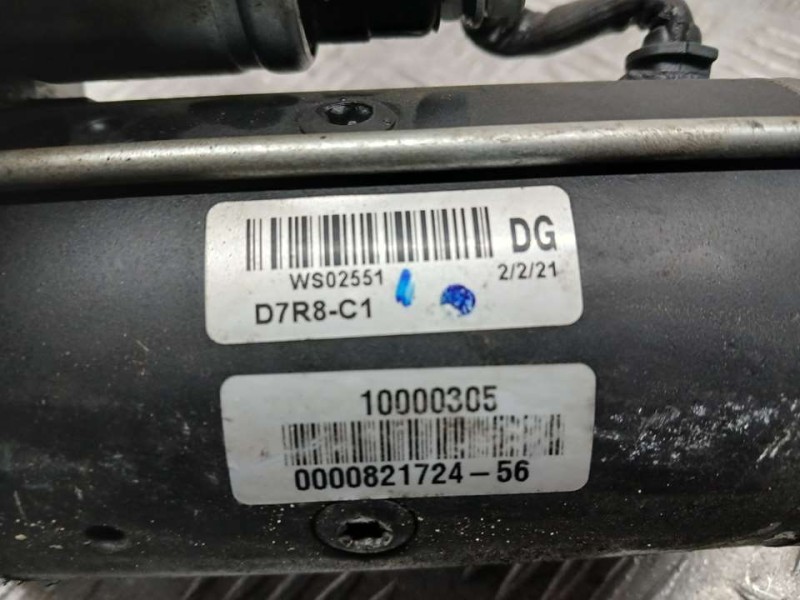 DG
WS02551 2/2/21
D7R8-C1
10000305
0000821724-56